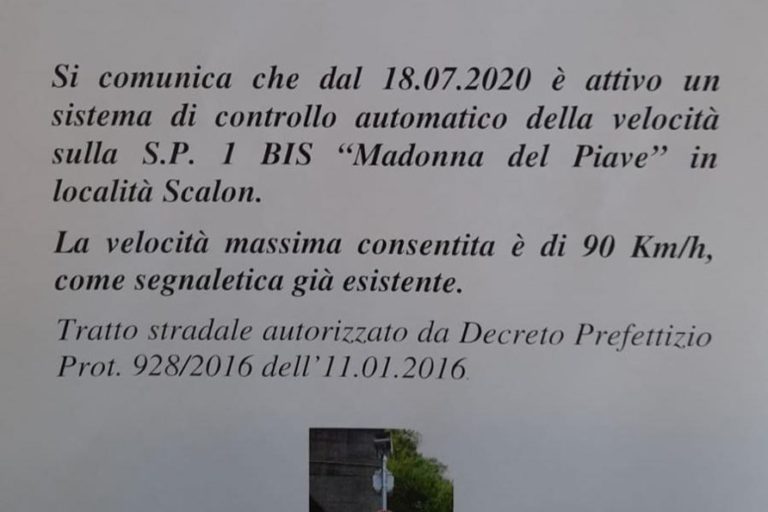 Si comunica che dal 18.07.2020 è attivo un
sistema di controllo automatico della velocità
sulla S.P. 1 BIS “Madonna del Piave” in
località Scalon.
La velocità massima consentita è di 90 Km/h,
come segnaletica già esistente.
Tratto stradale autorizzato da Decreto Prefettizio
Prot. 928/2016 dell’11.01.2016.